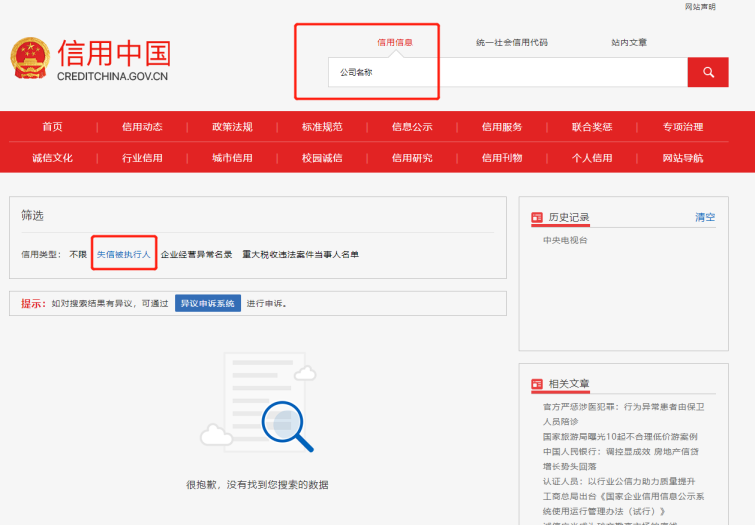 网站声明
信用中国
CREDITCHINA.GOV.CN
信用信息
统一社会信用代码
站内文章
公司名称
首页
信用动态
政策法规
标准规范
信息公示
信用服务
联合奖惩
专项治理
诚信文化
行业信用
城市信用
校园诚信
信用研究
信用刊物
个人信用
网站导航
筛选
信用类型： 不限 失信被执行人 企业经营异常名录 重大税收违法案件当事人名单
提示：如对搜索结果有异议，可通过 异议申诉系统 进行申诉。
很抱歉，没有找到您搜索的数据
历史记录
清空
中央电视台
相关文章
官方严惩涉医犯罪：行为异常患者由保卫
人员陪诊
国家旅游局曝光10起不合理低价游案例
中国人民银行：调控显成效 房地产信贷
增长势头回落
认证人员：以行业公信力助力质量提升
工商总局出台《国家企业信用信息公示系
统使用运行管理办法（试行）》